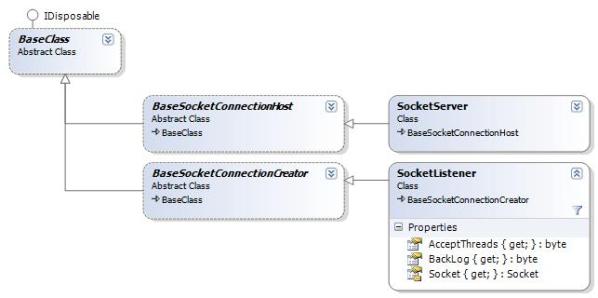 IDisposable
BaseClass
Abstract Class
BaseSocketConnectionHost
Abstract Class
BaseClass
SocketServer
Class
BaseSocketConnectionHost
BaseSocketConnectionCreator
Abstract Class
BaseClass
SocketListener
Class
BaseSocketConnectionCreator
Properties
AcceptThreads { get; } : byte
BackLog { get; } : byte
Socket { get; } : Socket